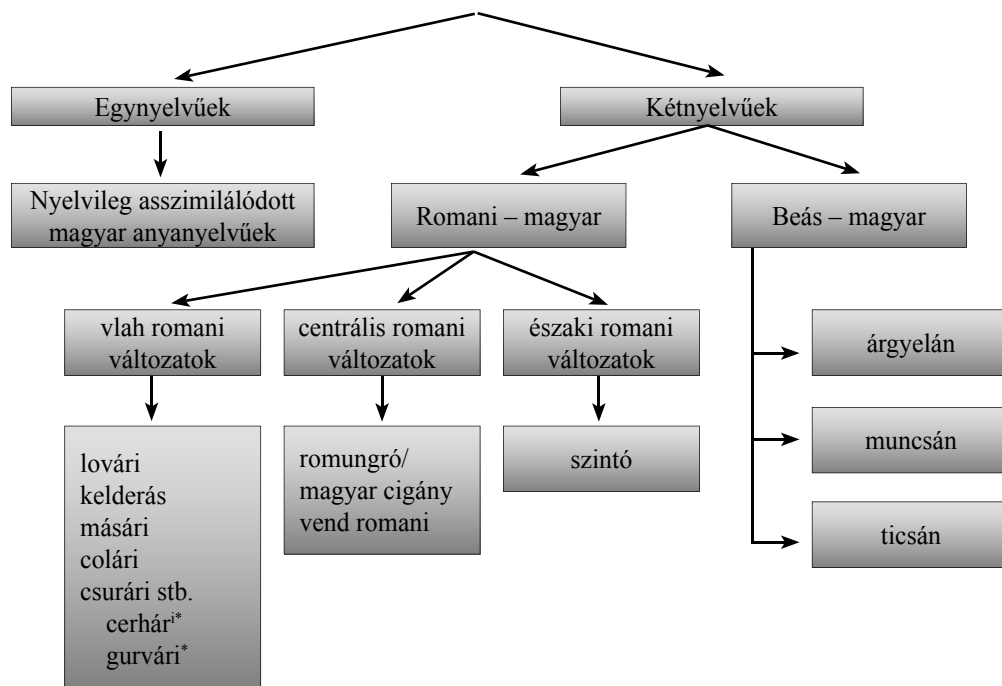 Egynyelvűek
Kétnyelvűek
Nyelvileg asszimilálódott
magyar anyanyelvűek
Romani – magyar
Beás – magyar
vlah romani
változatok
centrális romani
változatok
északi romani
változatok
árgyelán
muncsán
ticsán
lovári
kelderás
másári
colári
csurári stb.
cerhári*
gurvári*
romungró/
magyar cigány
vend romani
szintó